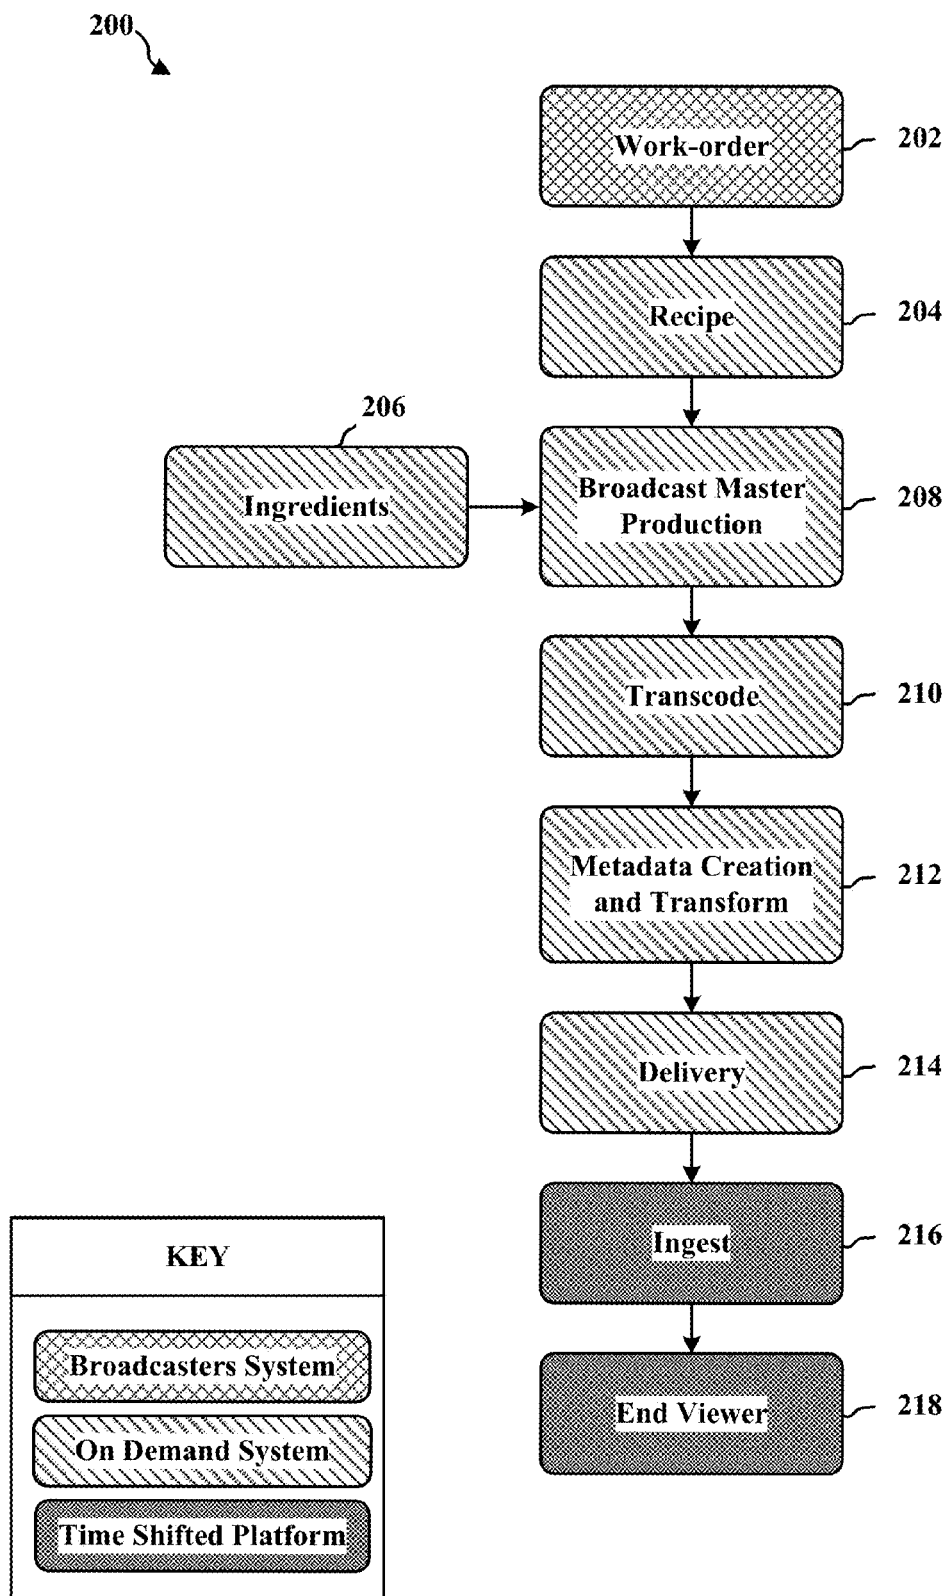 200
Work-order
202
Recipe
204
206
Ingredients
Broadcast Master
Production
208
Transcode
210
Metadata Creation
and Transform
212
Delivery
214
Ingest
216
End Viewer
218
KEY
Broadcasters System
On Demand System
Time Shifted Platform